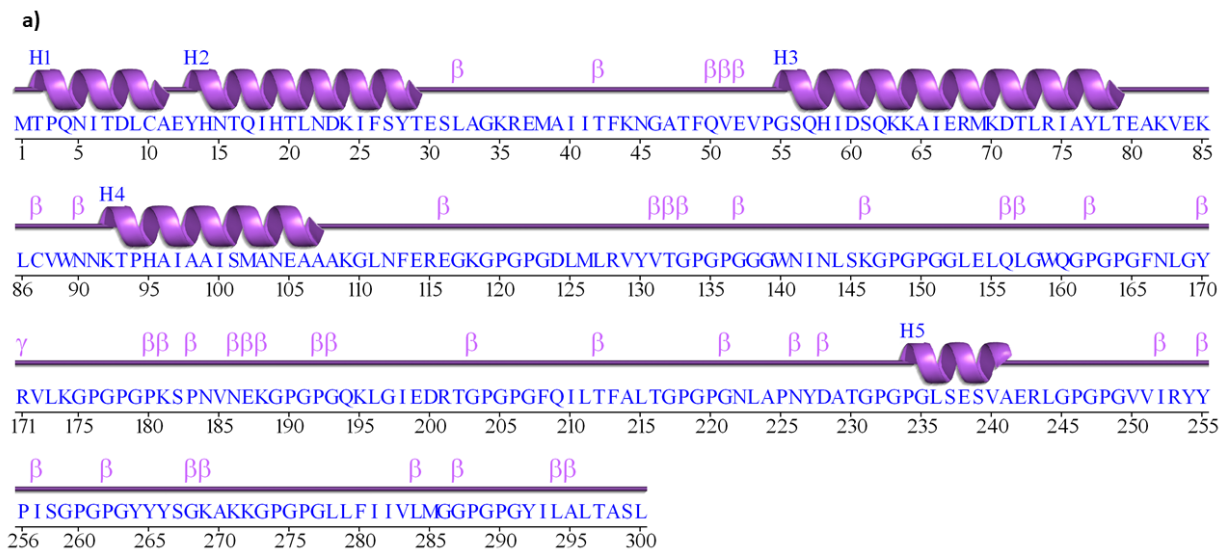 a)
H1 H2 β β βββ H3
MTPQNITDLCAEYHNTQIHTLNDKIFSYTESLAGKREMAIITFKNGATFQVEVPGSQHIDSQKKAIERMKDTLRIAYLTEAKVEK
1 5 10 15 20 25 30 35 40 45 50 55 60 65 70 75 80 85
β β H4 β βββ β β ββ β β
LCVWNNKTPHAIAAISMANEAAAKGLNFEREGKGPGPGDLMLRVYVTGPGPGGGWNINLSKGPGPGGLELQLGWQGPGPGFNLGY
86 90 95 100 105 110 115 120 125 130 135 140 145 150 155 160 165 170
γ ββ β βββ ββ β β β β β H5 β β
RVLKGPGPGPKSPNVNEKGPGPGQKLGIEDRTGPGPGFQILTFALTGPGPGNLAPNYDATGPGPGLSESVAERLGPGPGVVIRYY
171 175 180 185 190 195 200 205 210 215 220 225 230 235 240 245 250 255
β β ββ β β ββ
PISGPGPGYYYSGKAKKGPGPGLLFIIVLMGGPGPGYILALTASL
256 260 265 270 275 280 285 290 295 300